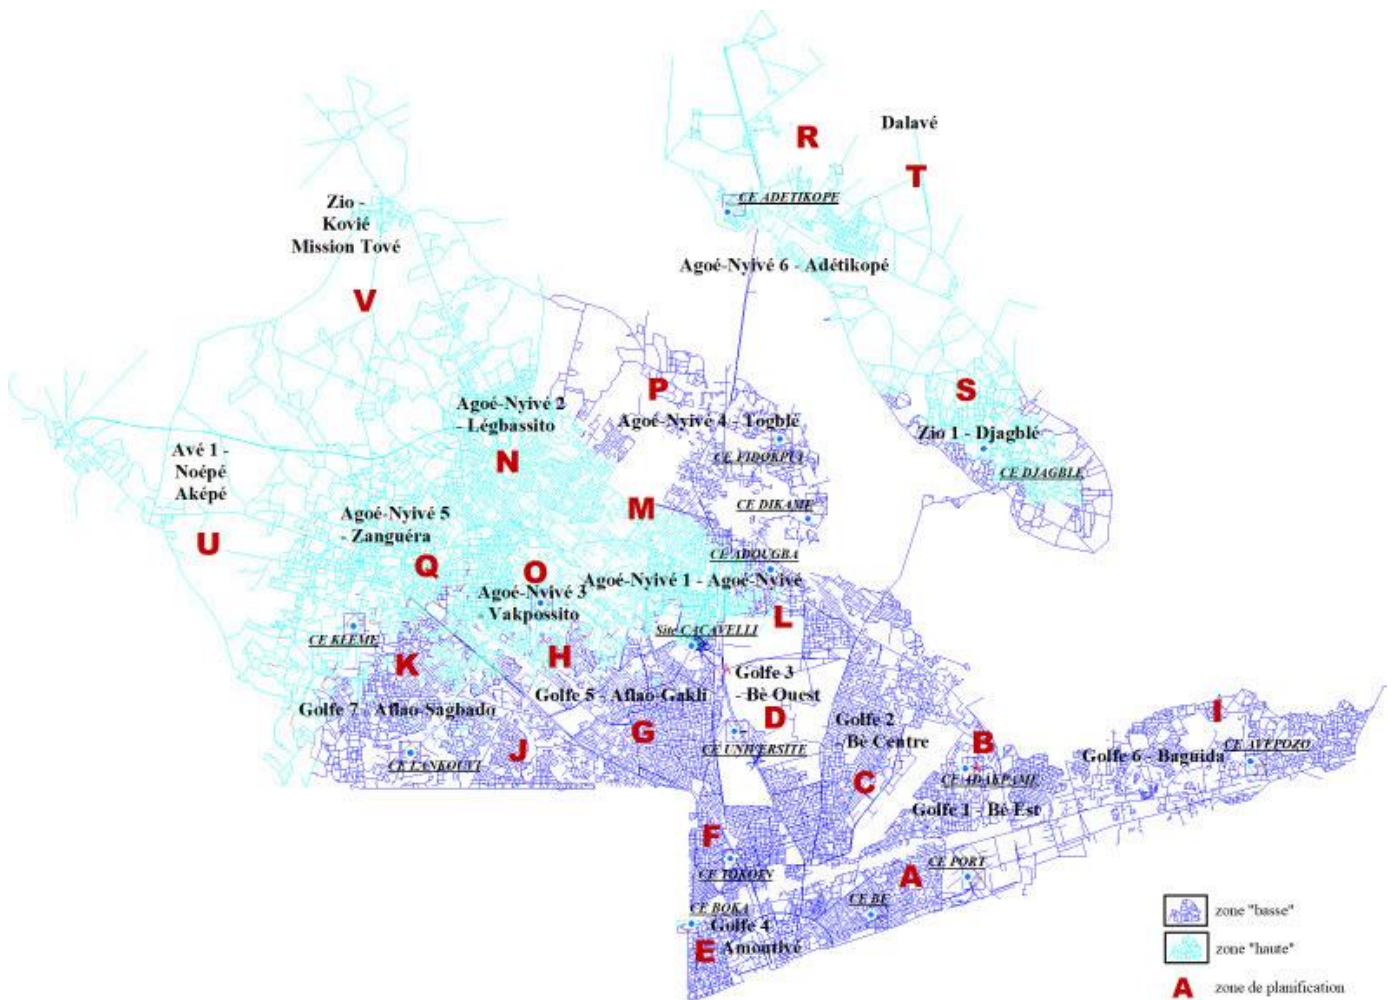 R
Dalavé
T
CE ADETIKOPE
Zio -
Kovié
Mission Tové
Agoé-Nyivé 6 - Adétikopé
V
P
S
Agoé-Nyivé 2
- Légbassito
Agoé-Nyivé 4 - Togblé
Zio 1 - Djagblé
Avé 1 -
Noépé
Aképé
N
CE FIDOKPUI
CE DJAGBLE
M
CE DIKAME
Agoé-Nyivé 5
- Zanguéra
U
Q
O
CE ADOUGBA
Agoé-Nyivé 1 - Agoé-Nyivé
Agoé-Nyivé 3
- Vakpossito
L
CE KLEME
Site CACAVELLI
K
H
Golfe 3
- Bè Ouest
Golfe 5 - Aflao-Gakli
Golfe 7 - Aflao-Sagbado
D
I
Golfe 2
- Bè Centre
G
J
B
CE UNIVERSITE
CE AVEPOZO
CE LANKOUVI
Golfe 6 - Baguida
CE ADAKPAME
C
Golfe 1 - Bè Est
F
CE TOKOEN
CE PORT
A
CE BOKA
CE BE
Golfe 4
Amoutivé
E
zone "basse"
zone "haute"
A zone de planification